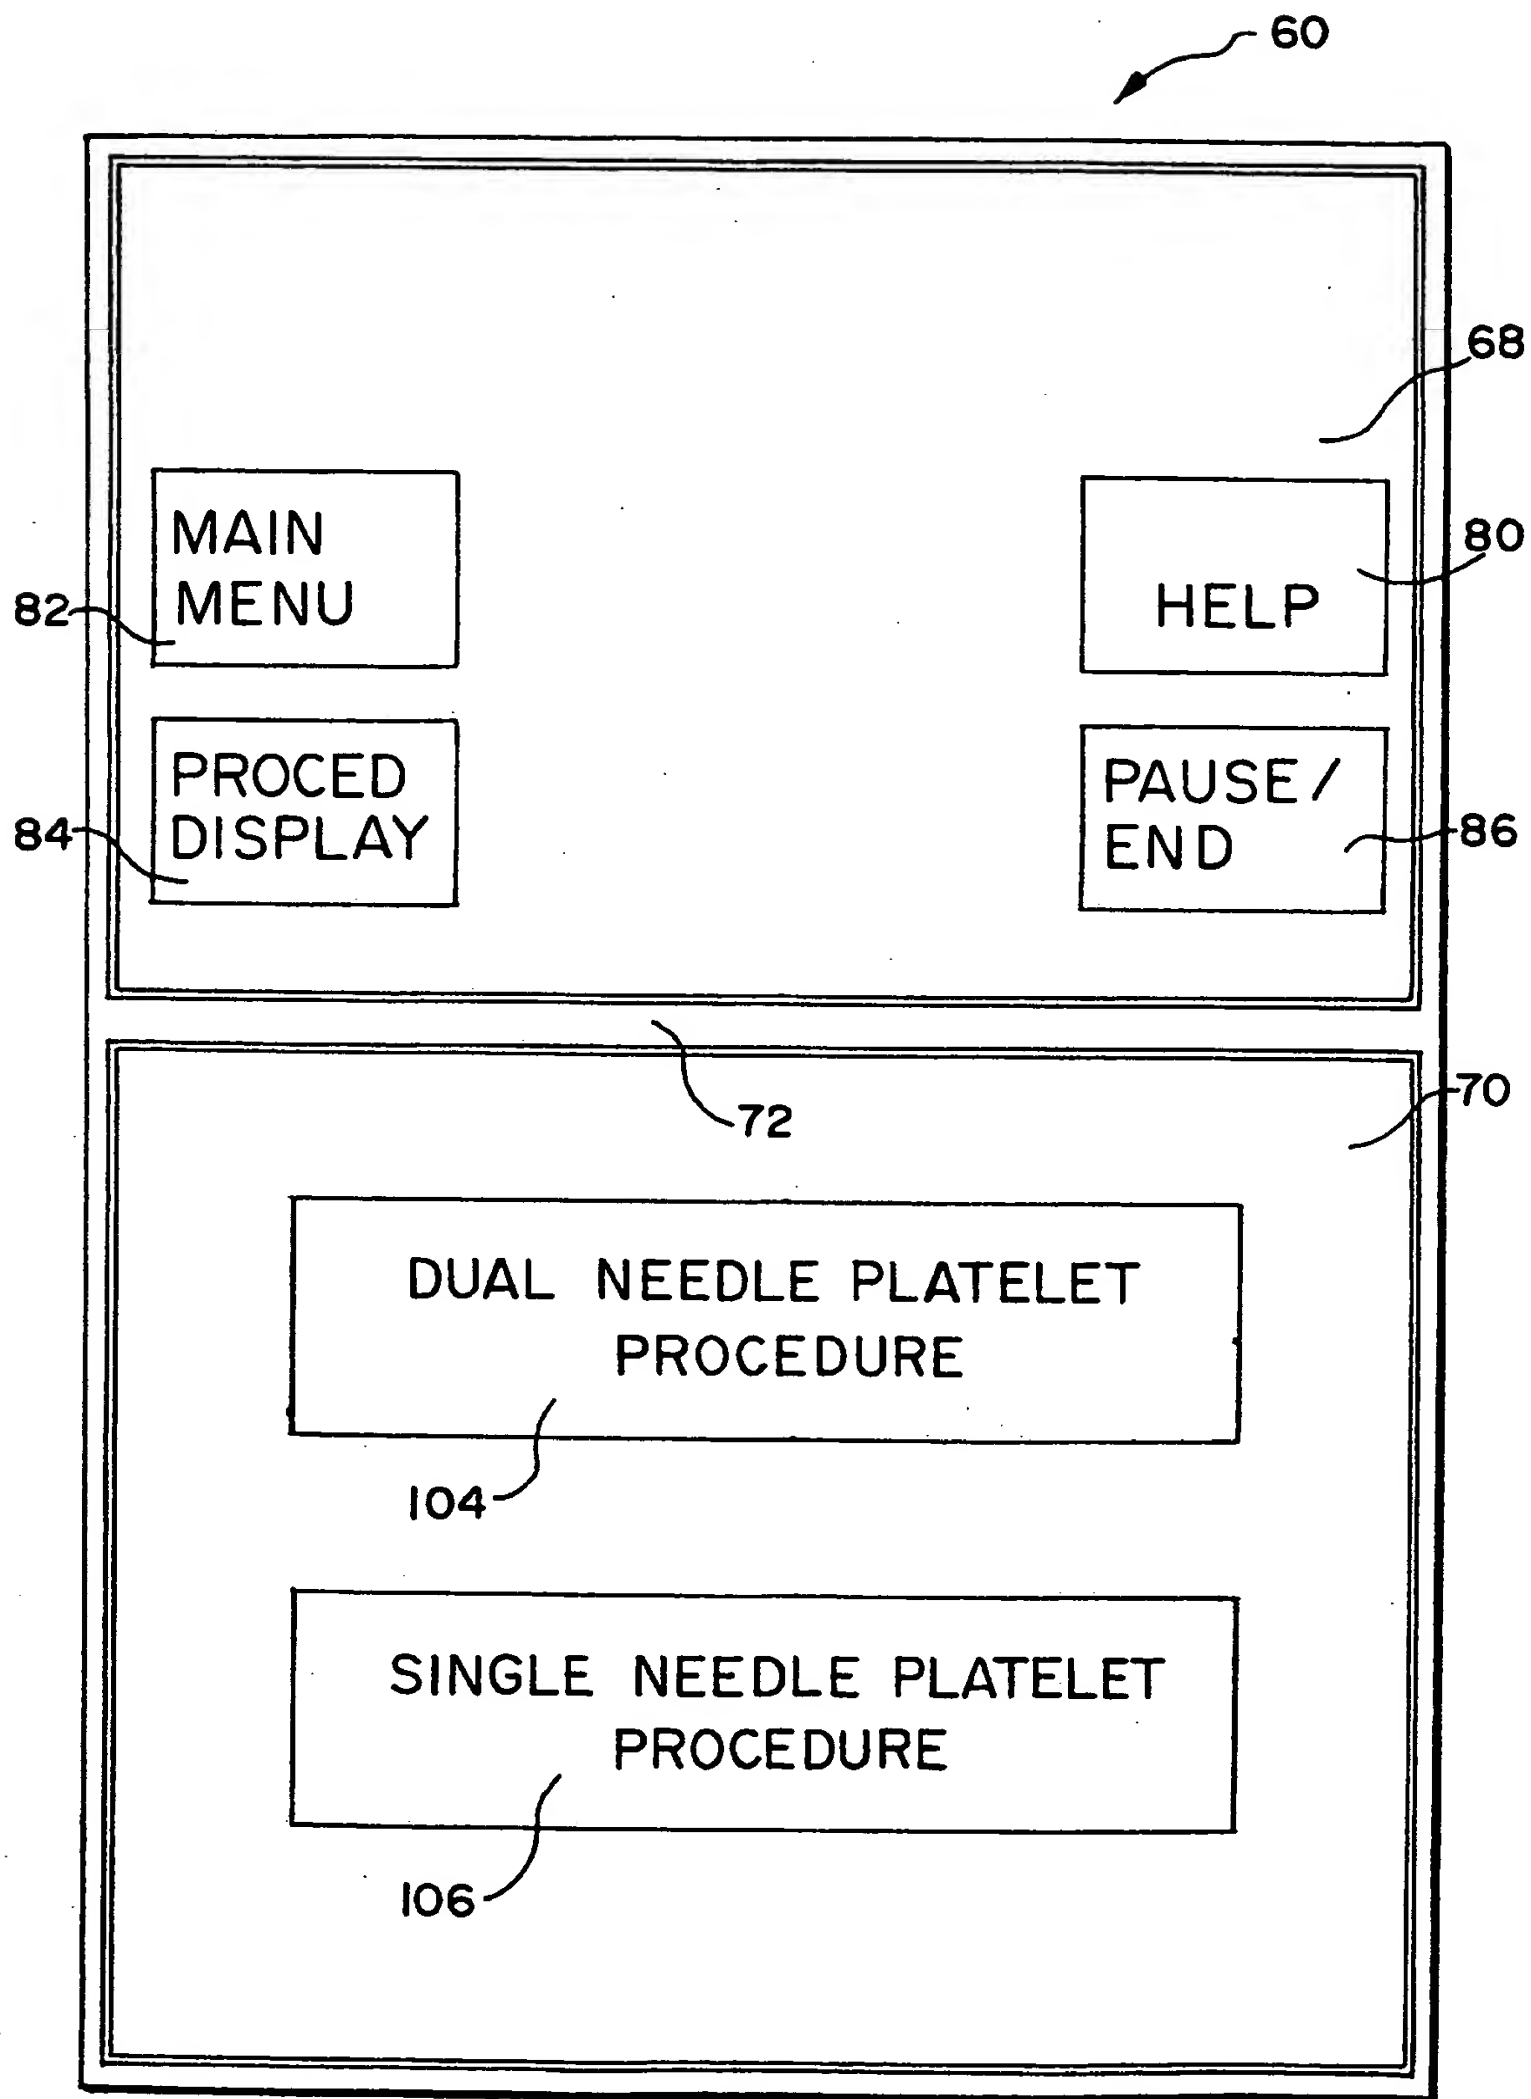 60
68
MAIN
MENU
82
80
HELP
PROCED
DISPLAY
84
PAUSE/
END
86
72
70
DUAL NEEDLE PLATELET
PROCEDURE
104
SINGLE NEEDLE PLATELET
PROCEDURE
106